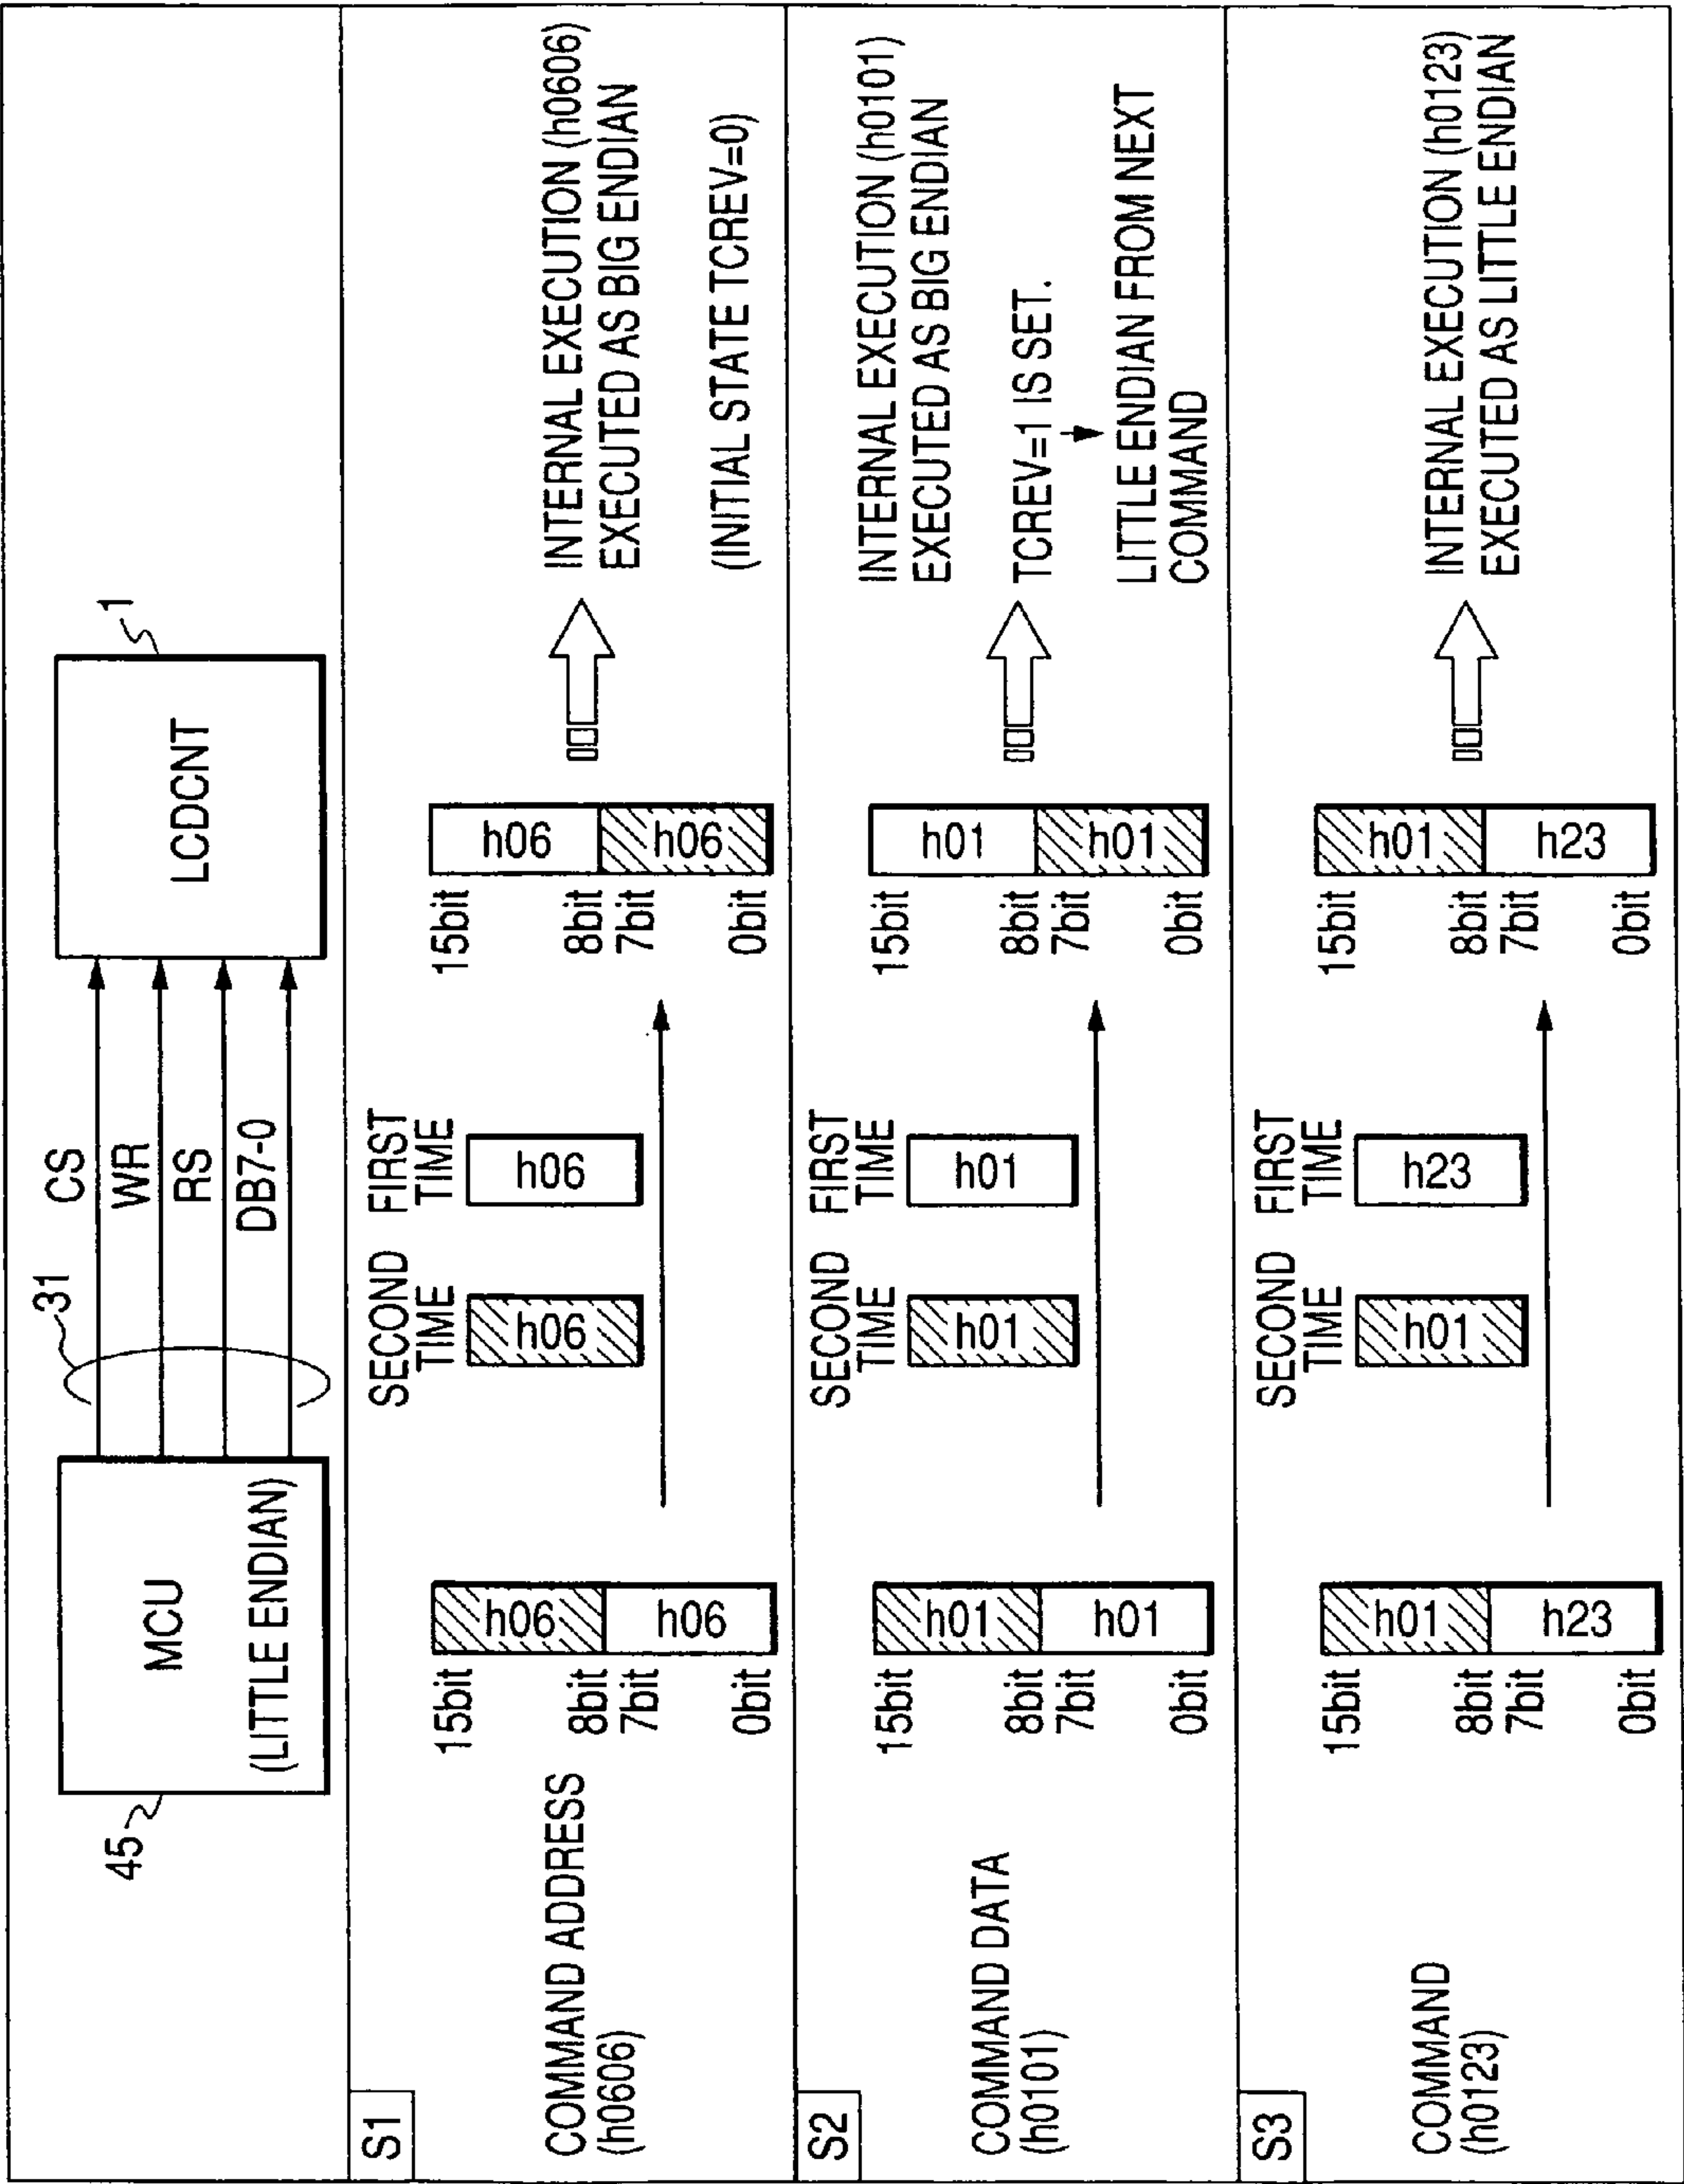 45
MCU
(LITTLE ENDIAN)
31
CS
WR
RS
DB7-0
LCDCNT
1
S1
COMMAND ADDRESS
(h0606)
15bit
8bit
7bit
0bit
h06
h06
SECOND
TIME
h06
FIRST
TIME
h06
15bit
8bit
7bit
0bit
h06
h06
INTERNAL EXECUTION (h0606)
EXECUTED AS BIG ENDIAN
(INITIAL STATE TCREV=0)
S2
COMMAND DATA
(h0101)
15bit
8bit
7bit
0bit
h01
h01
SECOND
TIME
h01
FIRST
TIME
h01
15bit
8bit
7bit
0bit
h01
h01
INTERNAL EXECUTION (h0101)
EXECUTED AS BIG ENDIAN
TCREV=1 IS SET.
LITTLE ENDIAN FROM NEXT
COMMAND
S3
COMMAND
(h0123)
15bit
8bit
7bit
0bit
h01
h23
SECOND
TIME
h01
FIRST
TIME
h23
15bit
8bit
7bit
0bit
h01
h23
INTERNAL EXECUTION (h0123)
EXECUTED AS LITTLE ENDIAN